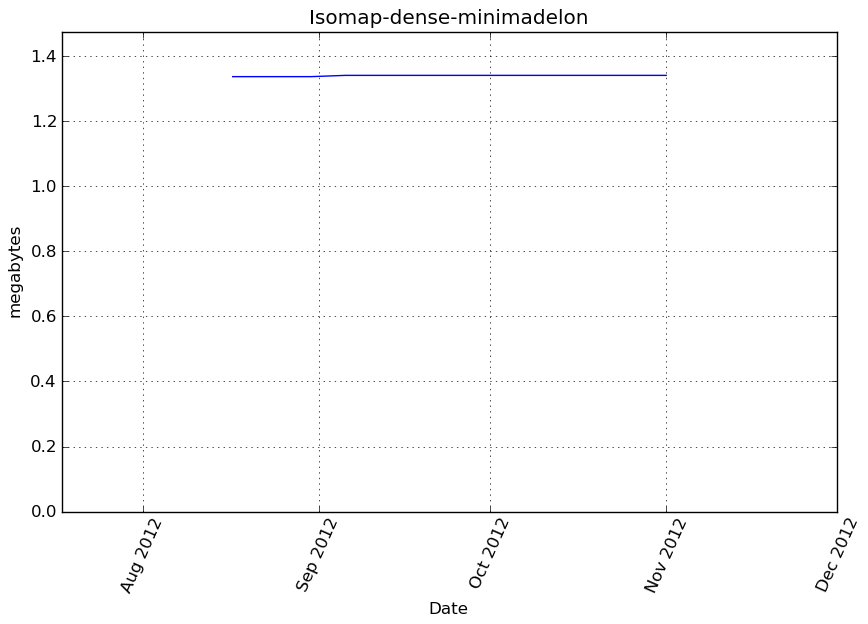 Isomap-dense-minimadelon
1.4
1.2
1.0
0.8
0.6
0.4
0.2
0.0
megabytes
Aug 2012
Sep 2012
Oct 2012
Nov 2012
Dec 2012
Date